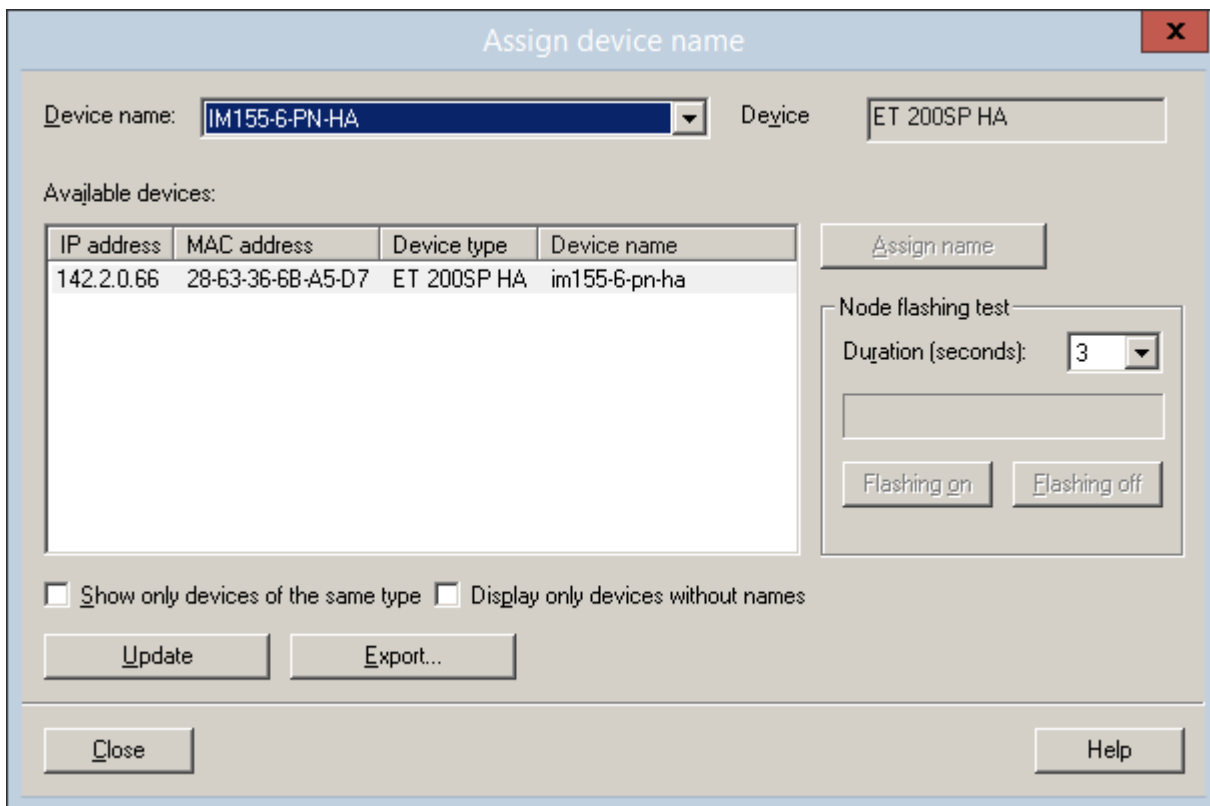 Assign device name
x
Device name: IM155-6-PN-HA Device ET 200SP HA
Available devices:
IP address MAC address Device type Device name
142.2.0.66 28-63-36-6B-A5-D7 ET 200SP HA im155-6-pn-ha
Assign name
Node flashing test
Duration (seconds): 3
Flashing on Flashing off
Show only devices of the same type Display only devices without names
Update Export...
Close Help